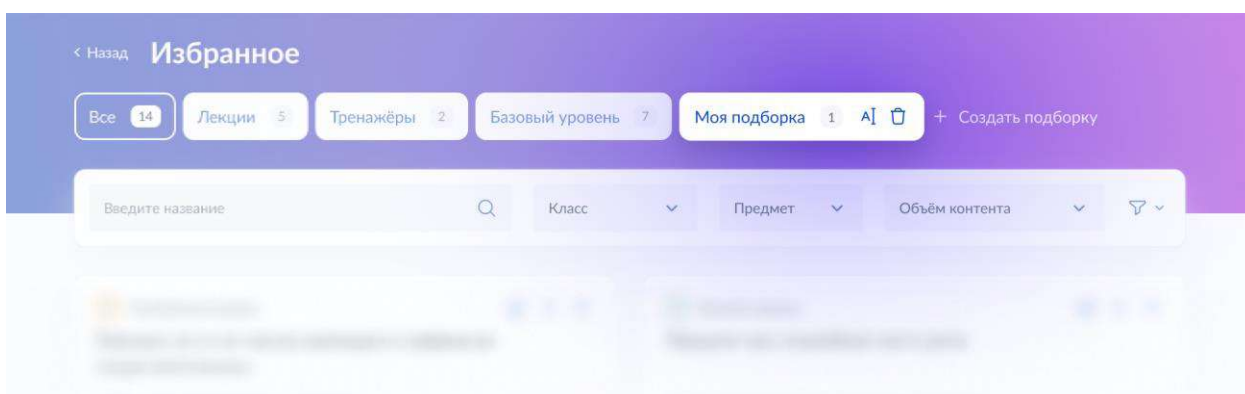 Назад Избранное
Все 14 Лекции 5 Тренажёры 2 Базовый уровень 7 Моя подборка 1 + Создать подборку
Введите название Класс Предмет Объём контента